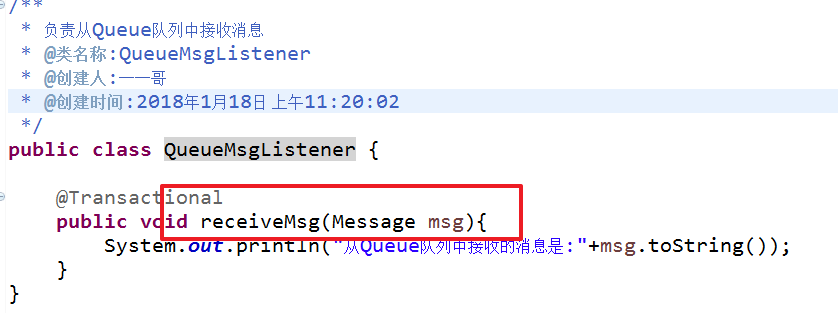 /**
 * 负责从Queue队列中接收消息
 * @类名称:QueueMsgListener
 * @创建人:一一哥
 * @创建时间:2018年1月18日 上午11:20:02
 */
public class QueueMsgListener {
@Transactional
public void receiveMsg(Message msg){
System.out.println("从Queue队列中接收的消息是:"+msg.toString());
}
}